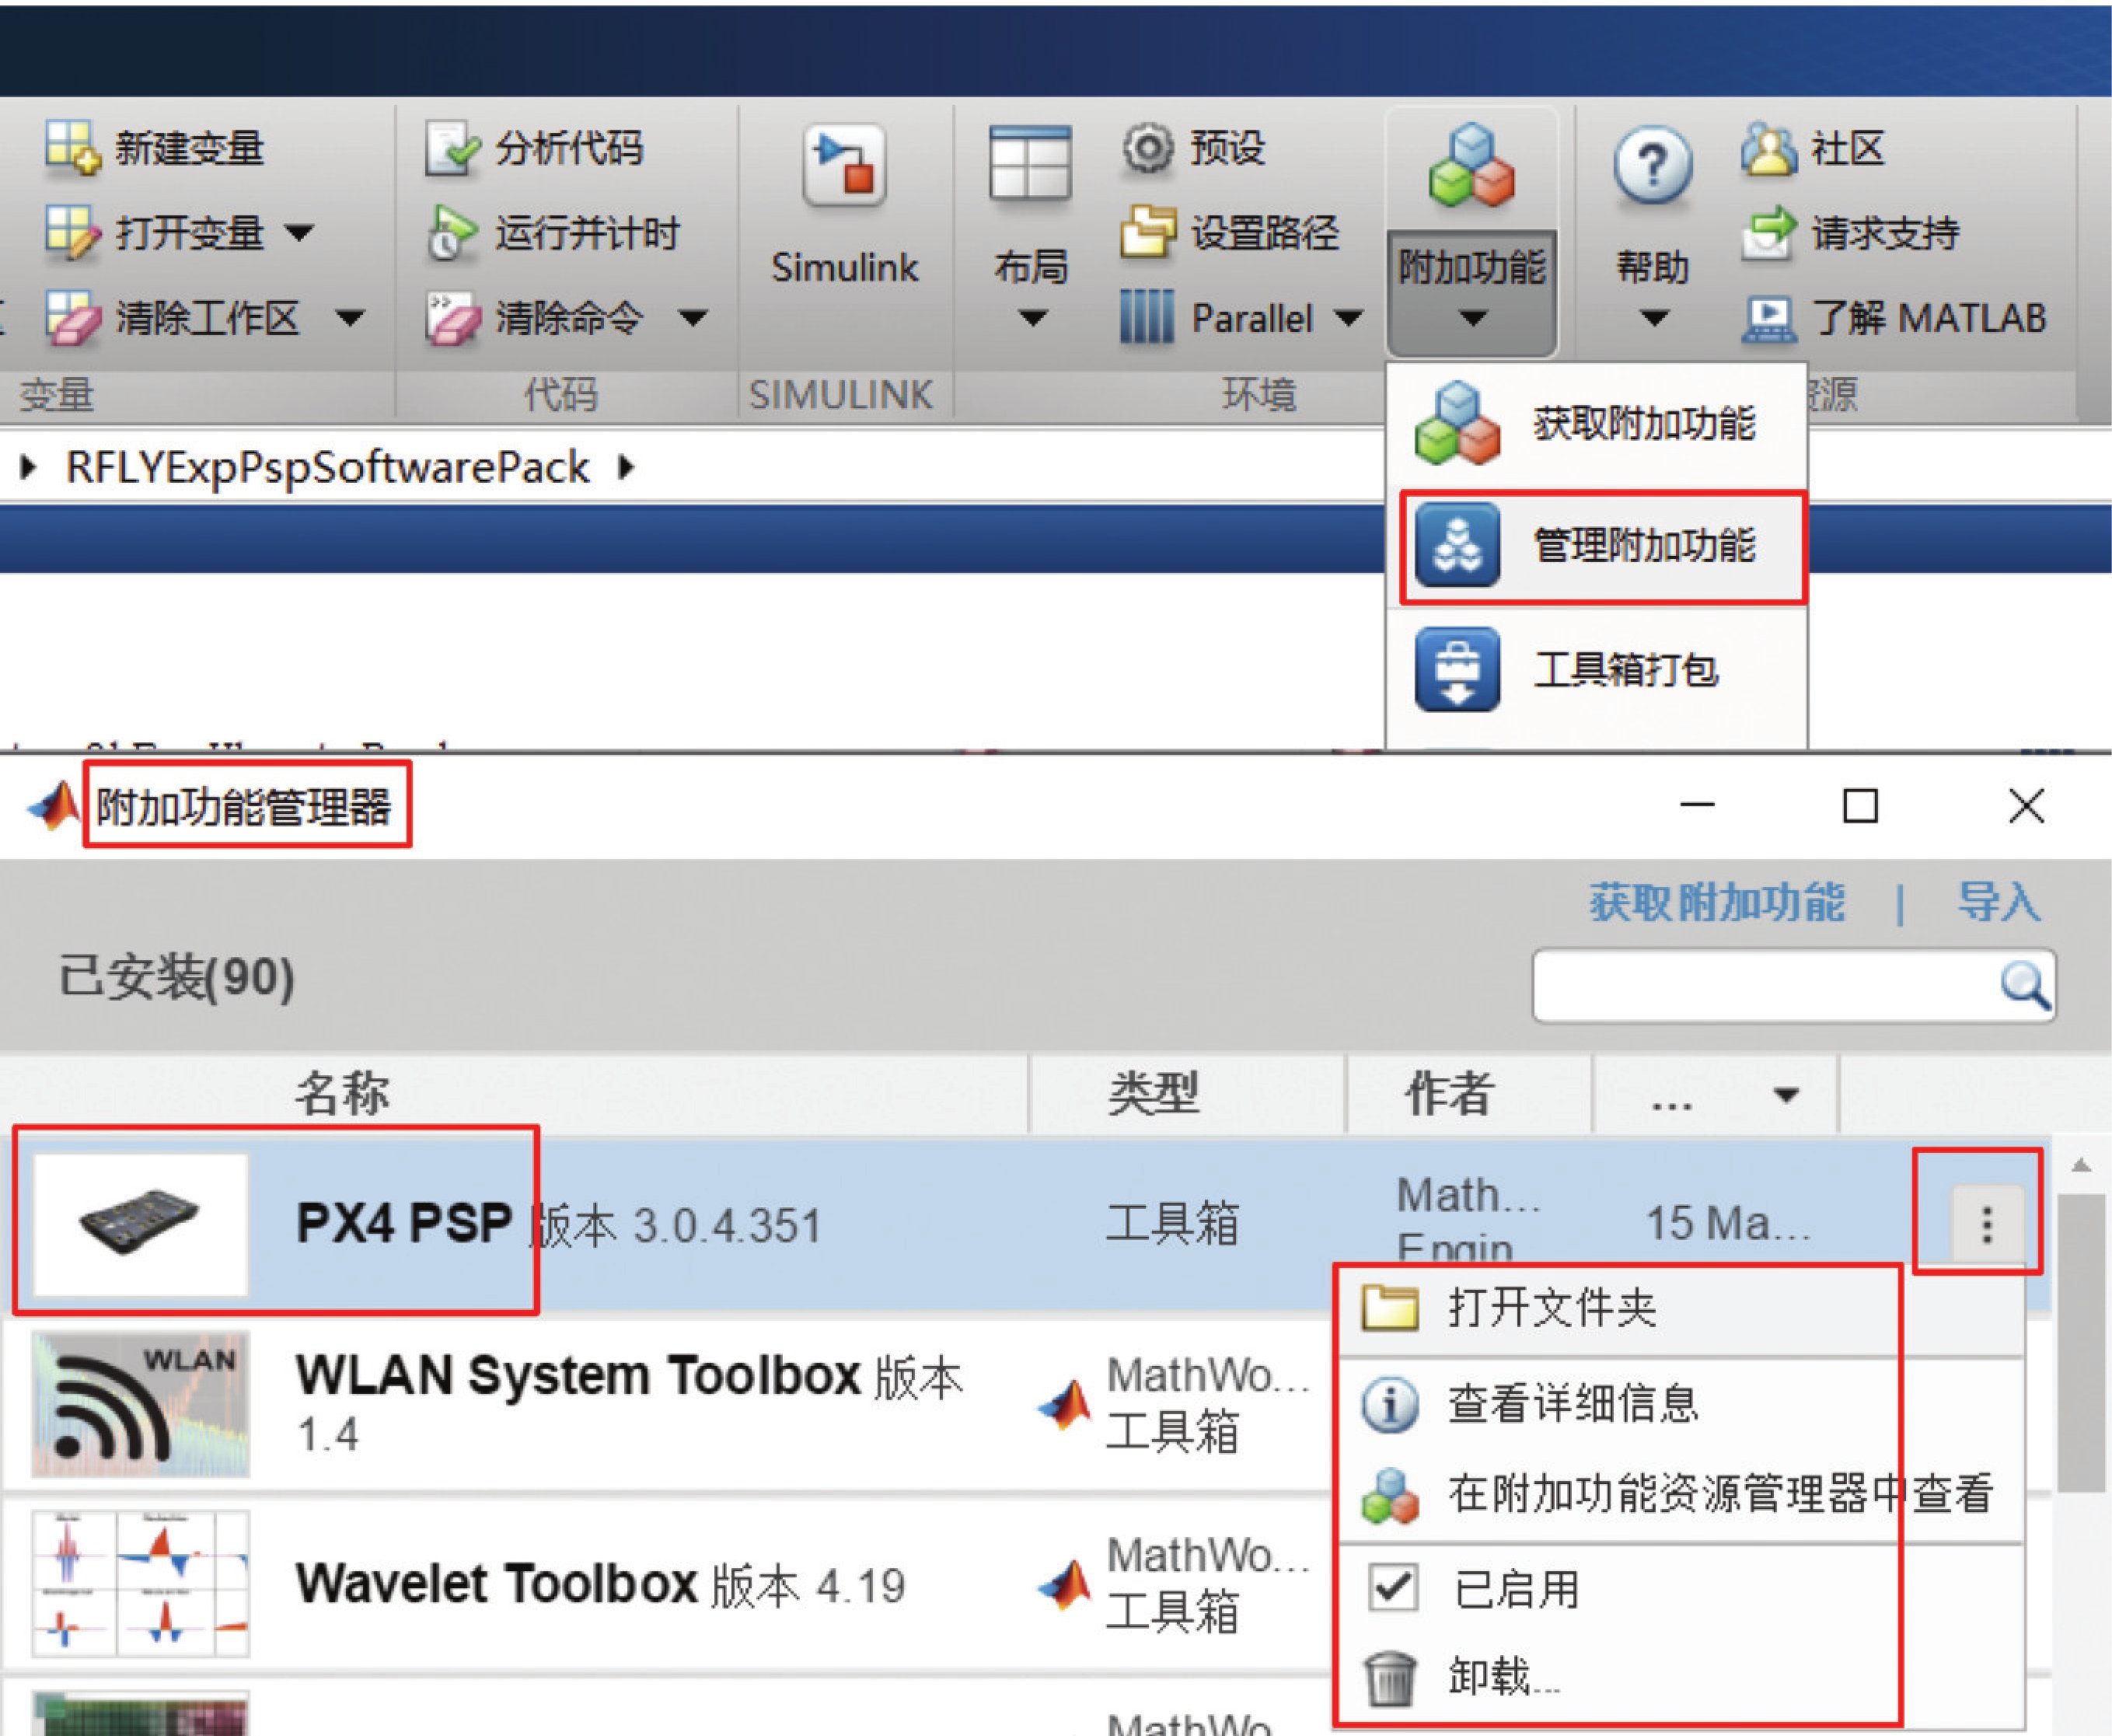 新建变量
打开变量
清除工作区
变量
分析代码
运行并计时
清除命令
代码
Simulink
SIMULINK
布局
预设
设置路径
Parallel
环境
附加功能
帮助
社区
请求支持
了解 MATLAB
源
获取附加功能
管理附加功能
工具箱打包
RFLYExpPspSoftwarePack
附加功能管理器
获取附加功能 | 导入
已安装(90)
名称 类型 作者 ...
PX4 PSP 版本 3.0.4.351 工具箱 Math... 15 Ma...
Engin
打开文件夹
查看详细信息
在附加功能资源管理器中查看
已启用
卸载...
WLAN
WLAN System Toolbox 版本
1.4
MathWo...
工具箱
Wavelet Toolbox 版本 4.19
MathWo...
工具箱
MathWo